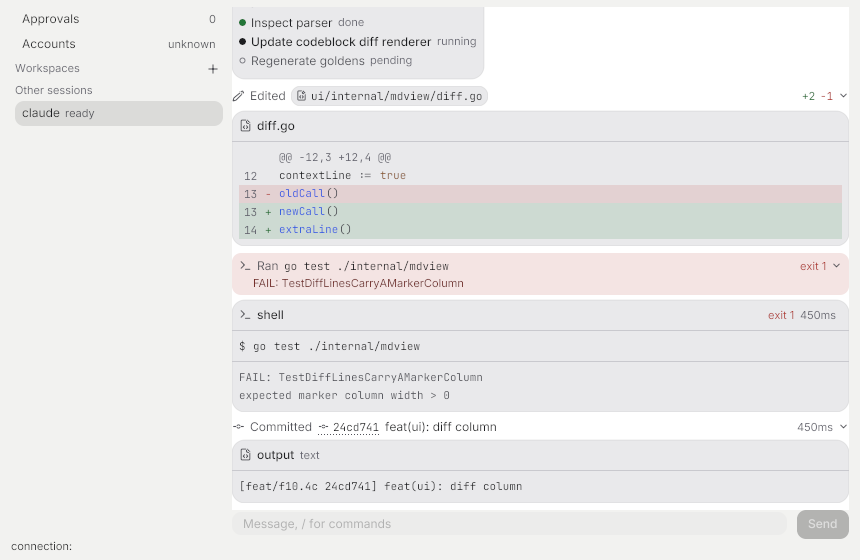 Approvals 0
Accounts unknown
Workspaces +
Other sessions
claude ready
connection:
Inspect parser done
Update codeblock diff renderer running
Regenerate goldens pending
Edited ui/internal/mdview/diff.go +2 -1
diff.go
@@ -12,3 +12,4 @@
12 contextLine := true
13 - oldCall()
13 + newCall()
14 + extraLine()
Ran go test ./internal/mdview exit 1
FAIL: TestDiffLinesCarryAMarkerColumn
shell exit 1 450ms
$ go test ./internal/mdview
FAIL: TestDiffLinesCarryAMarkerColumn
expected marker column width > 0
Committed 24cd741 feat(ui): diff column 450ms
output text
[feat/f10.4c 24cd741] feat(ui): diff column
Message, / for commands Send